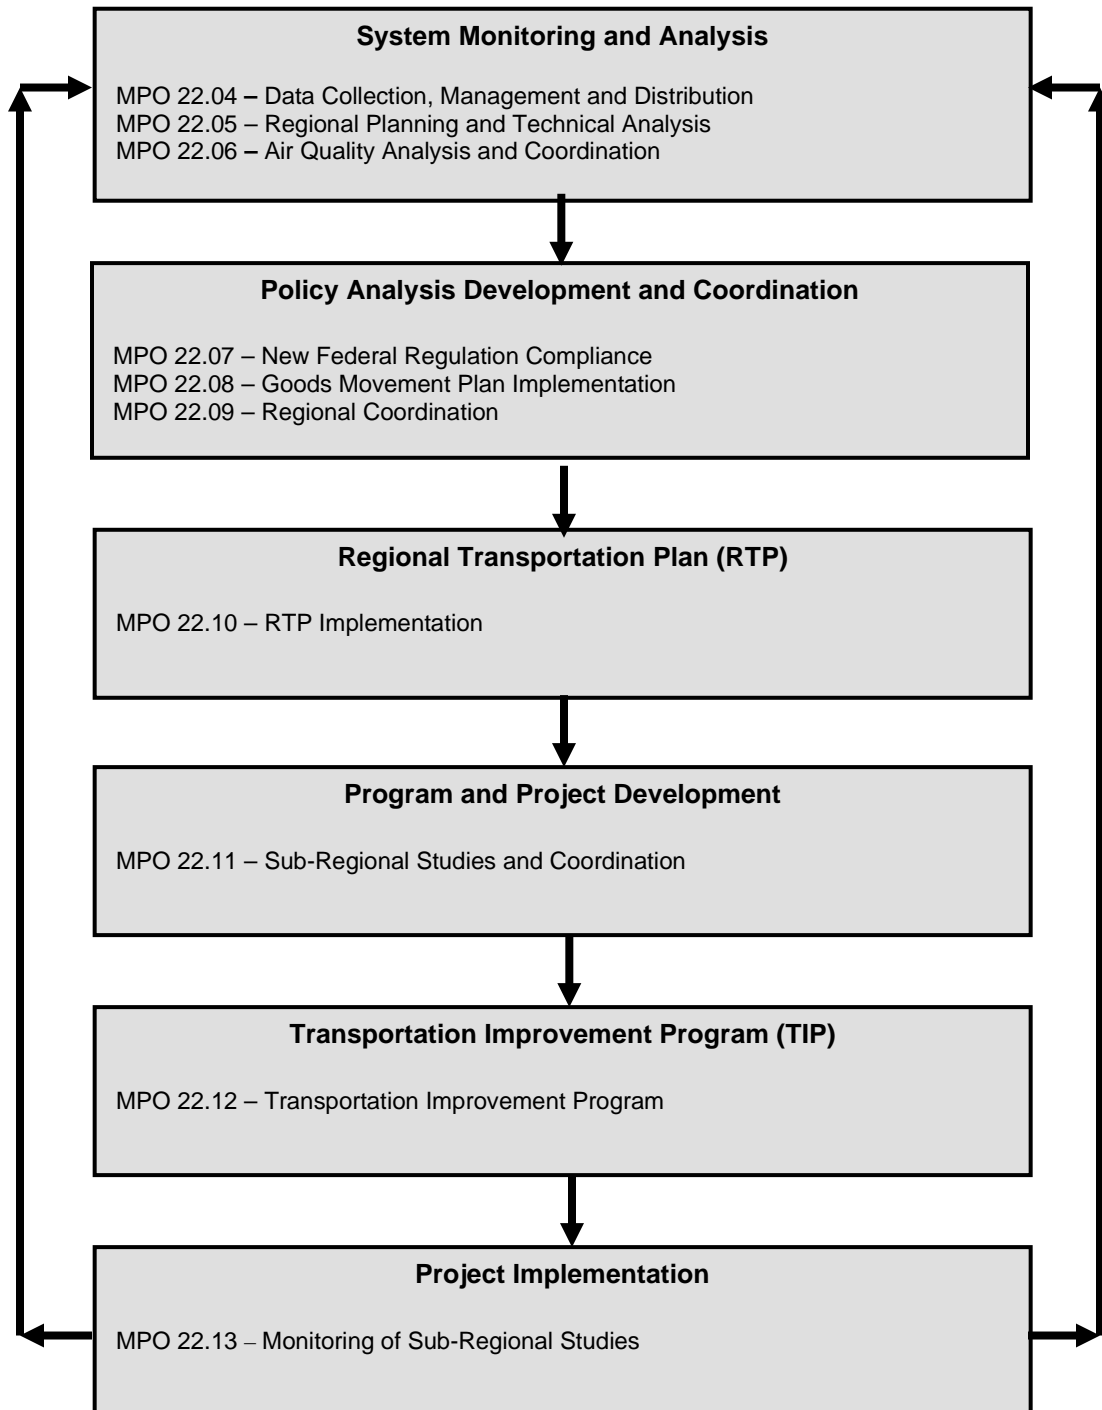 System Monitoring and Analysis
MPO 22.04 – Data Collection, Management and Distribution
MPO 22.05 – Regional Planning and Technical Analysis
MPO 22.06 – Air Quality Analysis and Coordination
Policy Analysis Development and Coordination
MPO 22.07 – New Federal Regulation Compliance
MPO 22.08 – Goods Movement Plan Implementation
MPO 22.09 – Regional Coordination
Regional Transportation Plan (RTP)
MPO 22.10 – RTP Implementation
Program and Project Development
MPO 22.11 – Sub-Regional Studies and Coordination
Transportation Improvement Program (TIP)
MPO 22.12 – Transportation Improvement Program
Project Implementation
MPO 22.13 – Monitoring of Sub-Regional Studies